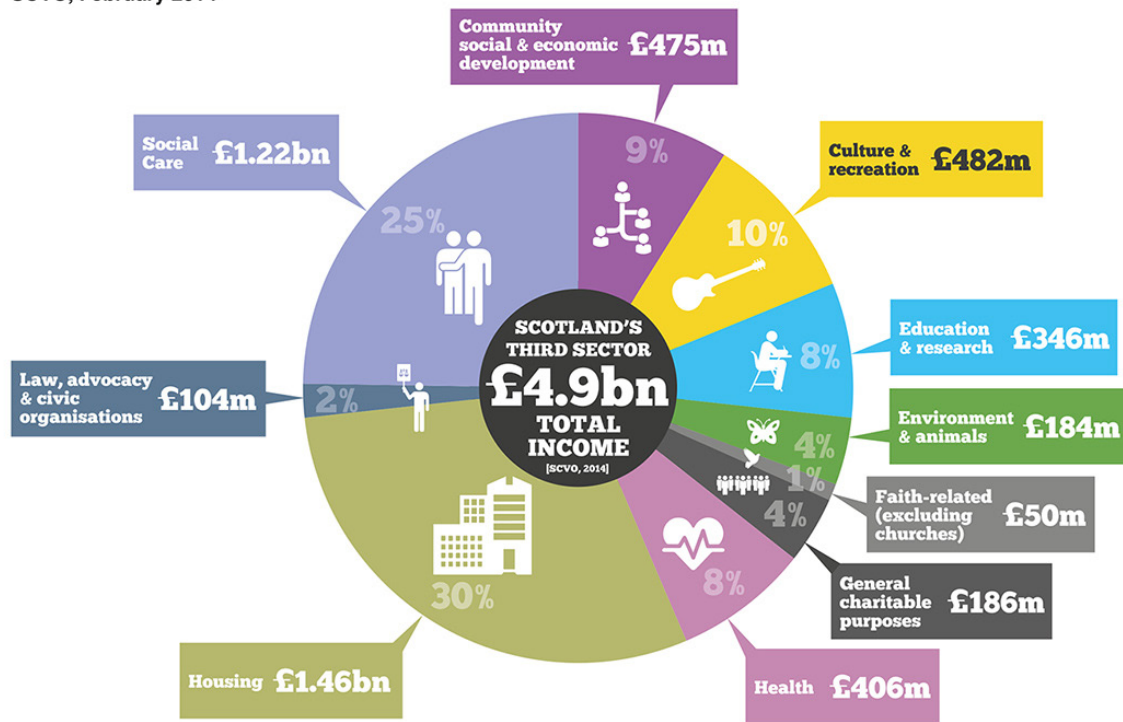 Community
social & economic
development
£475m
Culture &
recreation
£482m
Education
& research
£346m
Environment
& animals
£184m
Faith-related
(excluding
churches)
£50m
General
charitable
purposes
£186m
Health £406m
Housing £1.46bn
Law, advocacy
& civic
organisations
£104m
Social
Care
£1.22bn
9%
10%
8%
4%
1%
4%
8%
30%
2%
25%
SCOTLAND'S
THIRD SECTOR
£4.9bn
TOTAL
INCOME
[SCVO, 2014]